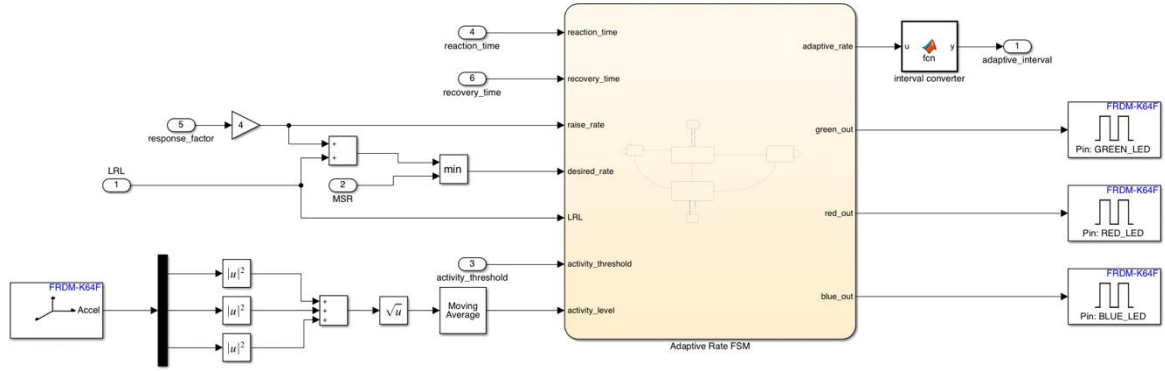 4
reaction_time
reaction_time
6
recovery_time
recovery_time
5
response_factor
4
raise_rate
+
+
min
desired_rate
LRL
1
2
MSR
LRL
3
activity_threshold
activity_threshold
FRDM-K64F
Accel
|u|²
|u|²
|u|²
+
+
+
√u
Moving
Average
activity_level
Adaptive Rate FSM
adaptive_rate
u
fcn
y
interval converter
1
adaptive_interval
green_out
FRDM-K64F
Pin: GREEN_LED
red_out
FRDM-K64F
Pin: RED_LED
blue_out
FRDM-K64F
Pin: BLUE_LED